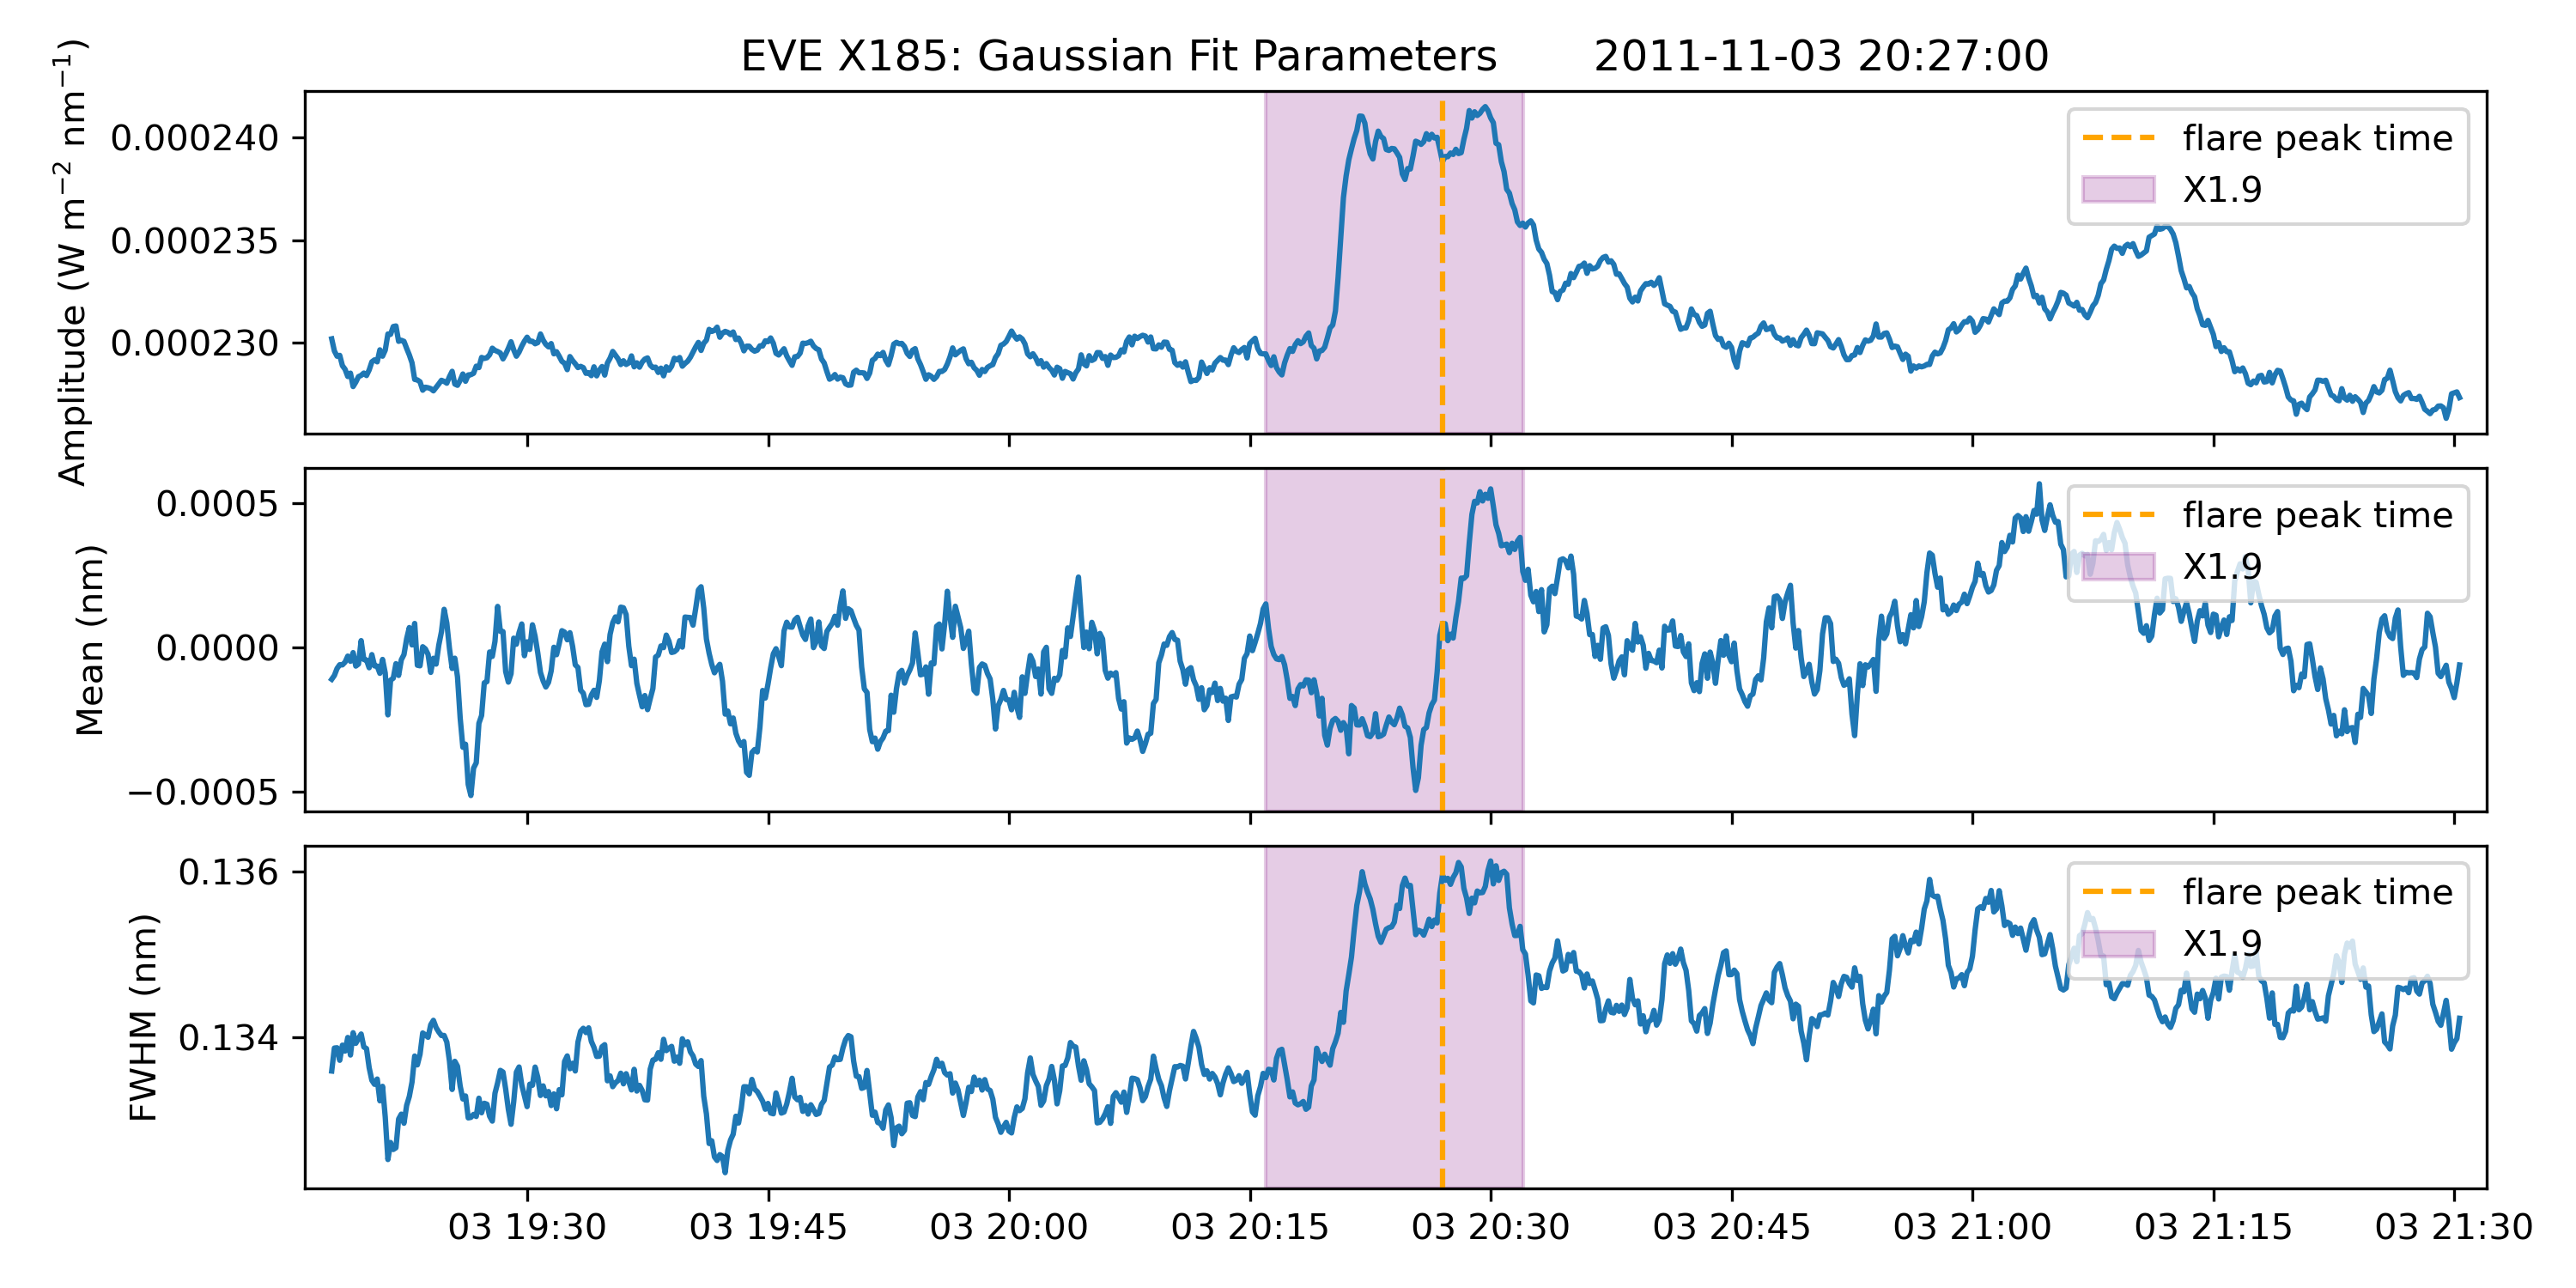 EVE X185: Gaussian Fit Parameters 2011-11-03 20:27:00
Amplitude (W m⁻² nm⁻¹)
0.000240
0.000235
0.000230
flare peak time
X1.9
Mean (nm)
0.0005
0.0000
−0.0005
flare peak time
X1.9
FWHM (nm)
0.136
0.134
flare peak time
X1.9
03 19:30 03 19:45 03 20:00 03 20:15 03 20:30 03 20:45 03 21:00 03 21:15 03 21:30